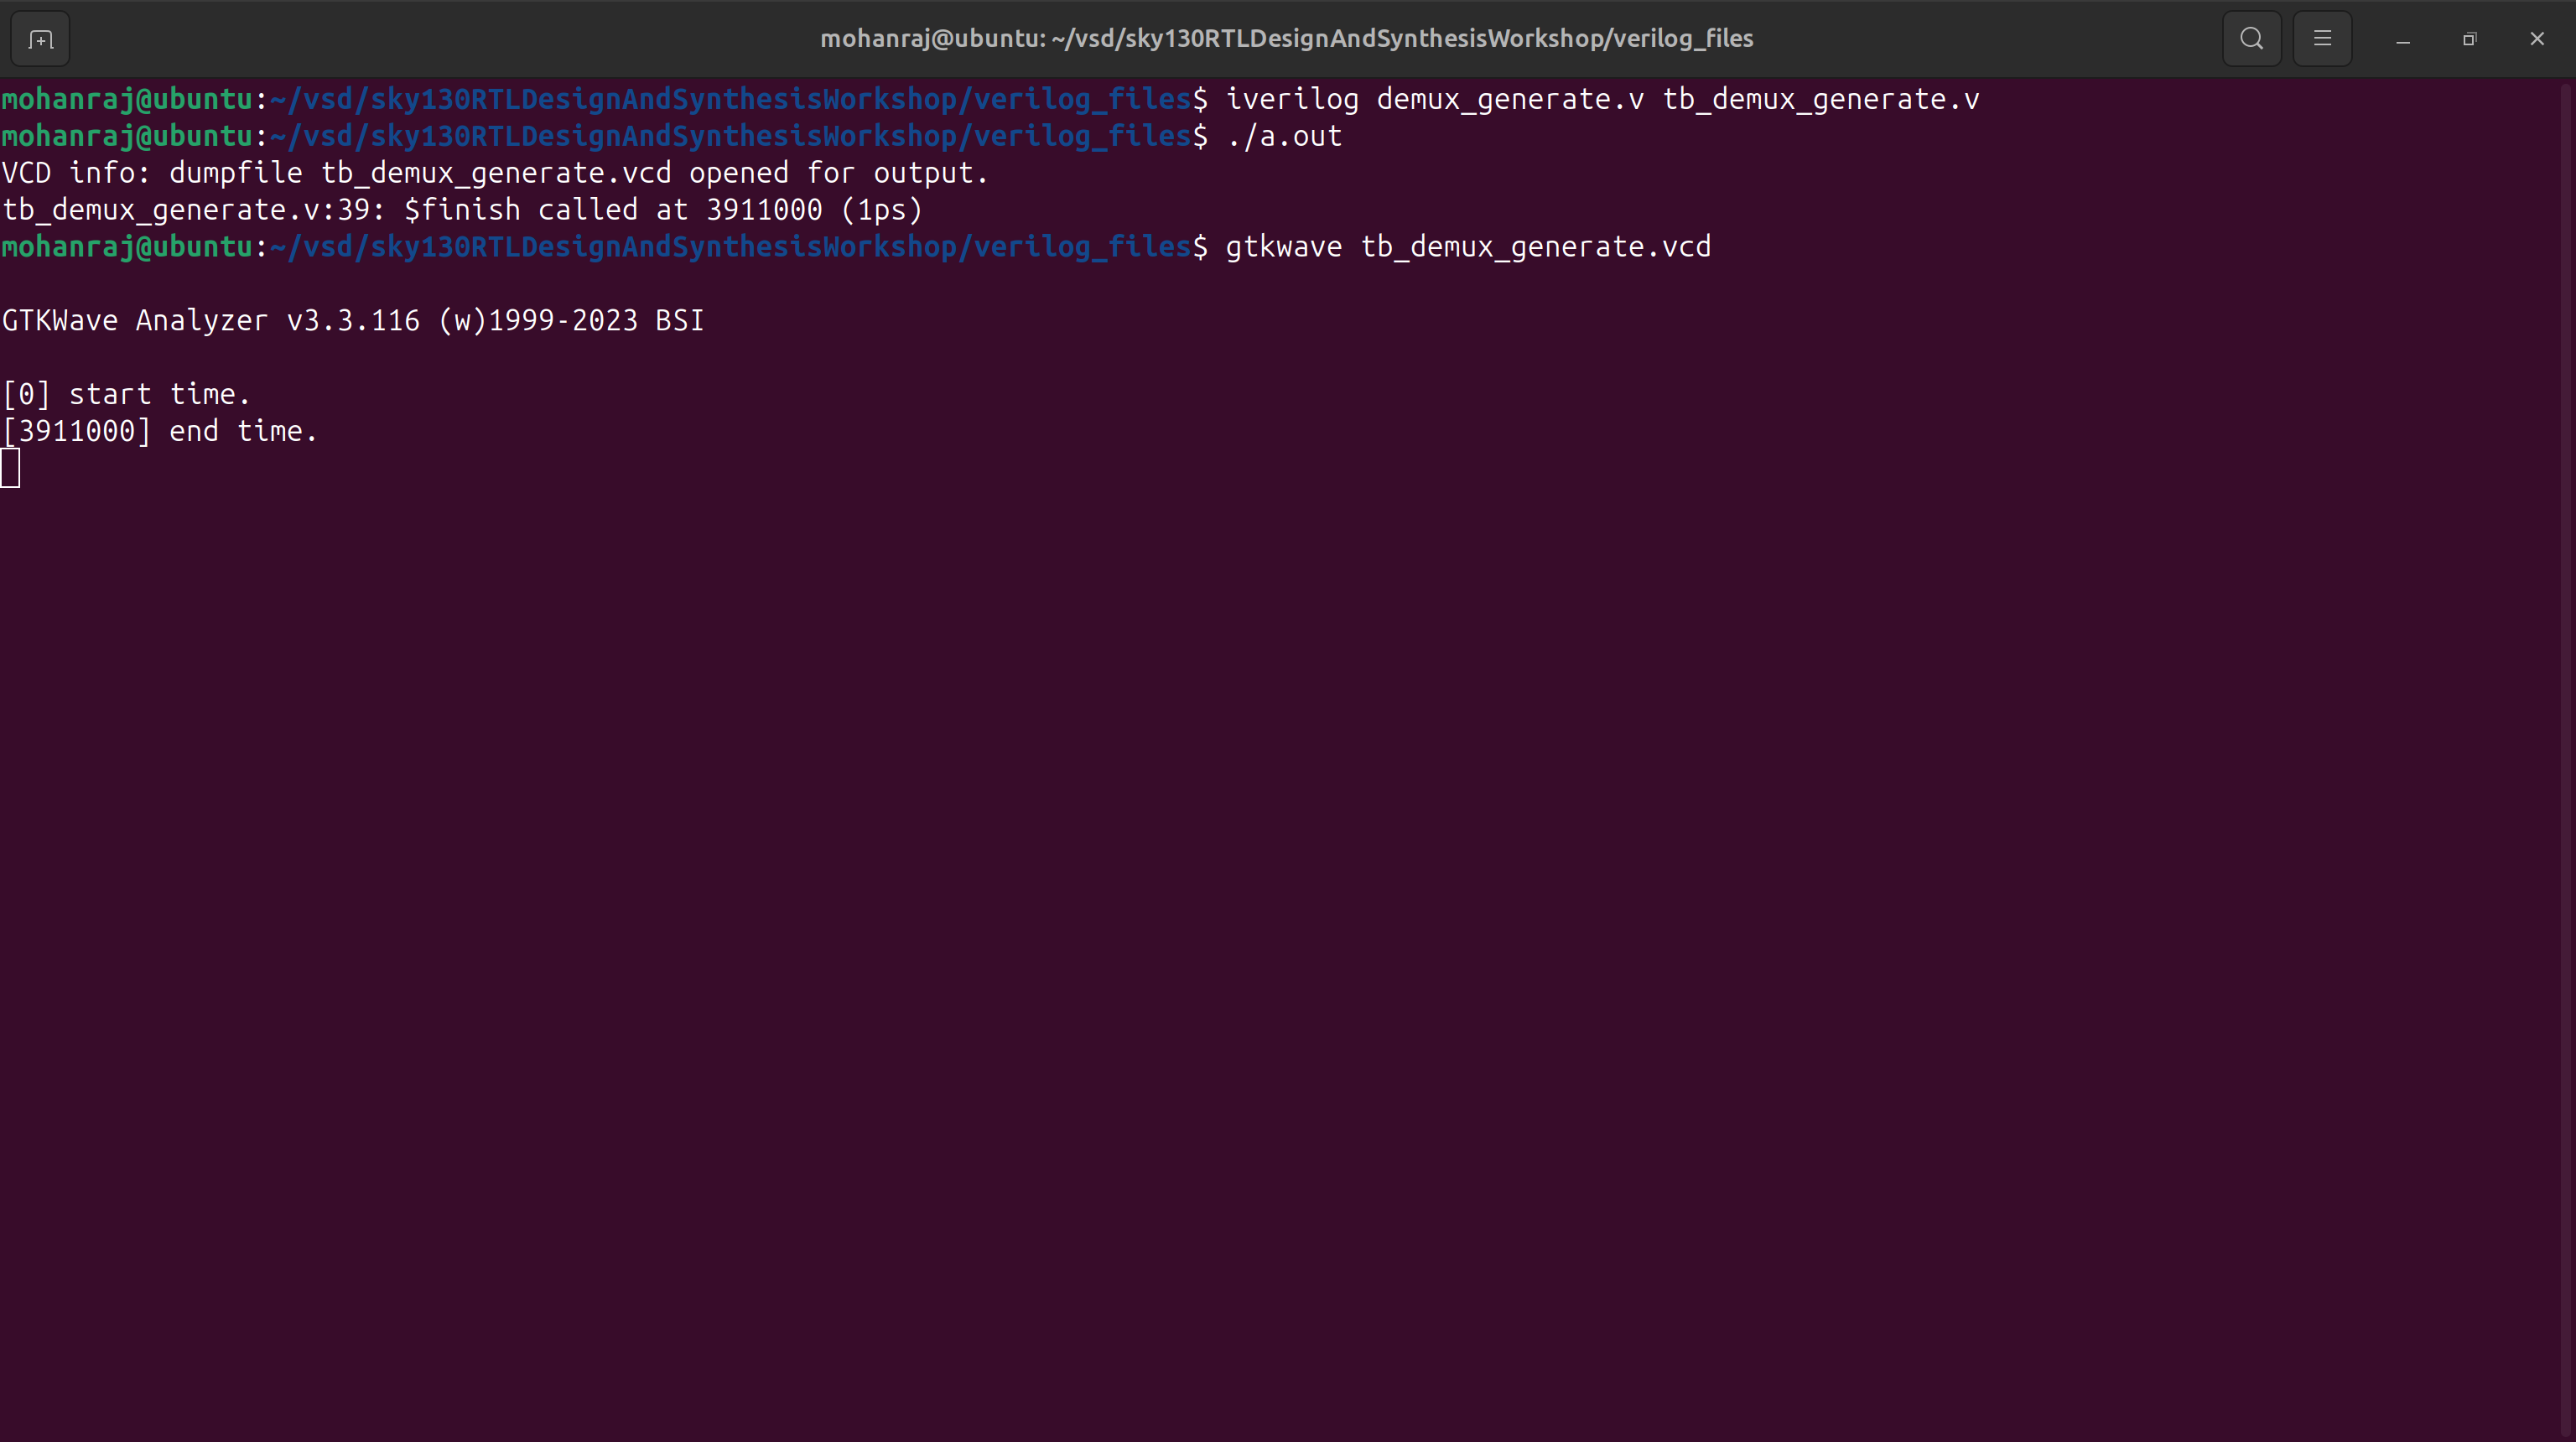 mohanraj@ubuntu: ~/vsd/sky130RTLDesignAndSynthesisWorkshop/verilog_files
mohanraj@ubuntu:~/vsd/sky130RTLDesignAndSynthesisWorkshop/verilog_files$ iverilog demux_generate.v tb_demux_generate.v
mohanraj@ubuntu:~/vsd/sky130RTLDesignAndSynthesisWorkshop/verilog_files$ ./a.out
VCD info: dumpfile tb_demux_generate.vcd opened for output.
tb_demux_generate.v:39: $finish called at 3911000 (1ps)
mohanraj@ubuntu:~/vsd/sky130RTLDesignAndSynthesisWorkshop/verilog_files$ gtkwave tb_demux_generate.vcd
GTKWave Analyzer v3.3.116 (w)1999-2023 BSI
[0] start time.
[3911000] end time.